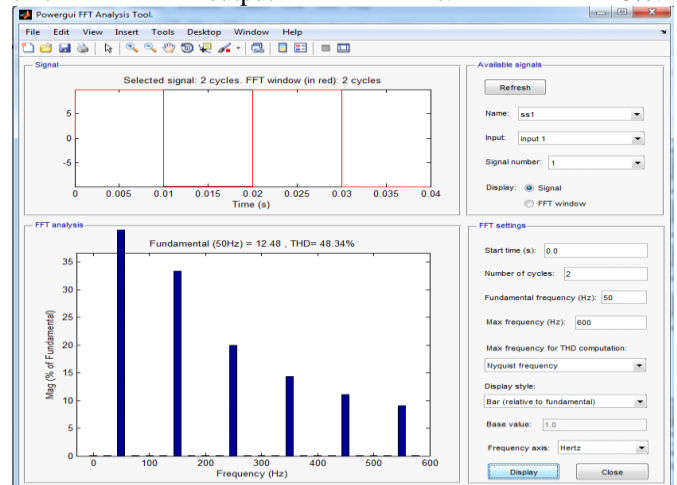 output
Powergui FFT Analysis Tool.
File Edit View Insert Tools Desktop Window Help
Signal
Selected signal: 2 cycles. FFT window (in red): 2 cycles
5
0
-5
0 0.005 0.01 0.015 0.02 0.025 0.03 0.035 0.04
Time (s)
FFT analysis
Fundamental (50Hz) = 12.48 , THD= 48.34%
Mag (% of Fundamental)
35
30
25
20
15
10
5
0
0 100 200 300 400 500 600
Frequency (Hz)
Available signals
Refresh
Name: ss1
Input: input 1
Signal number: 1
Display: Signal
FFT window
FFT settings
Start time (s): 0.0
Number of cycles: 2
Fundamental frequency (Hz): 50
Max frequency (Hz): 600
Max frequency for THD computation:
Nyquist frequency
Display style:
Bar (relative to fundamental)
Base value: 1.0
Frequency axis: Hertz
Display Close